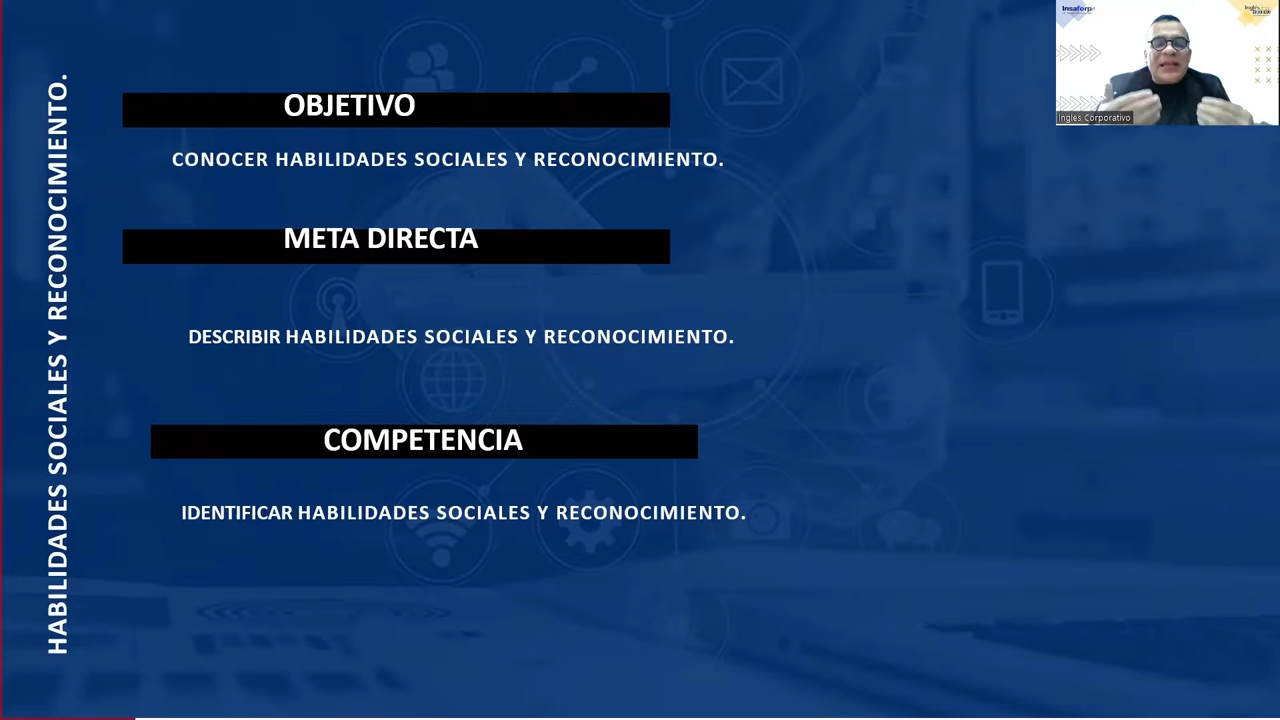 HABILIDADES SOCIALES Y RECONOCIMIENTO.
OBJETIVO
CONOCER HABILIDADES SOCIALES Y RECONOCIMIENTO.
META DIRECTA
DESCRIBIR HABILIDADES SOCIALES Y RECONOCIMIENTO.
COMPETENCIA
IDENTIFICAR HABILIDADES SOCIALES Y RECONOCIMIENTO.
Insaforp
Ingles Corporativo